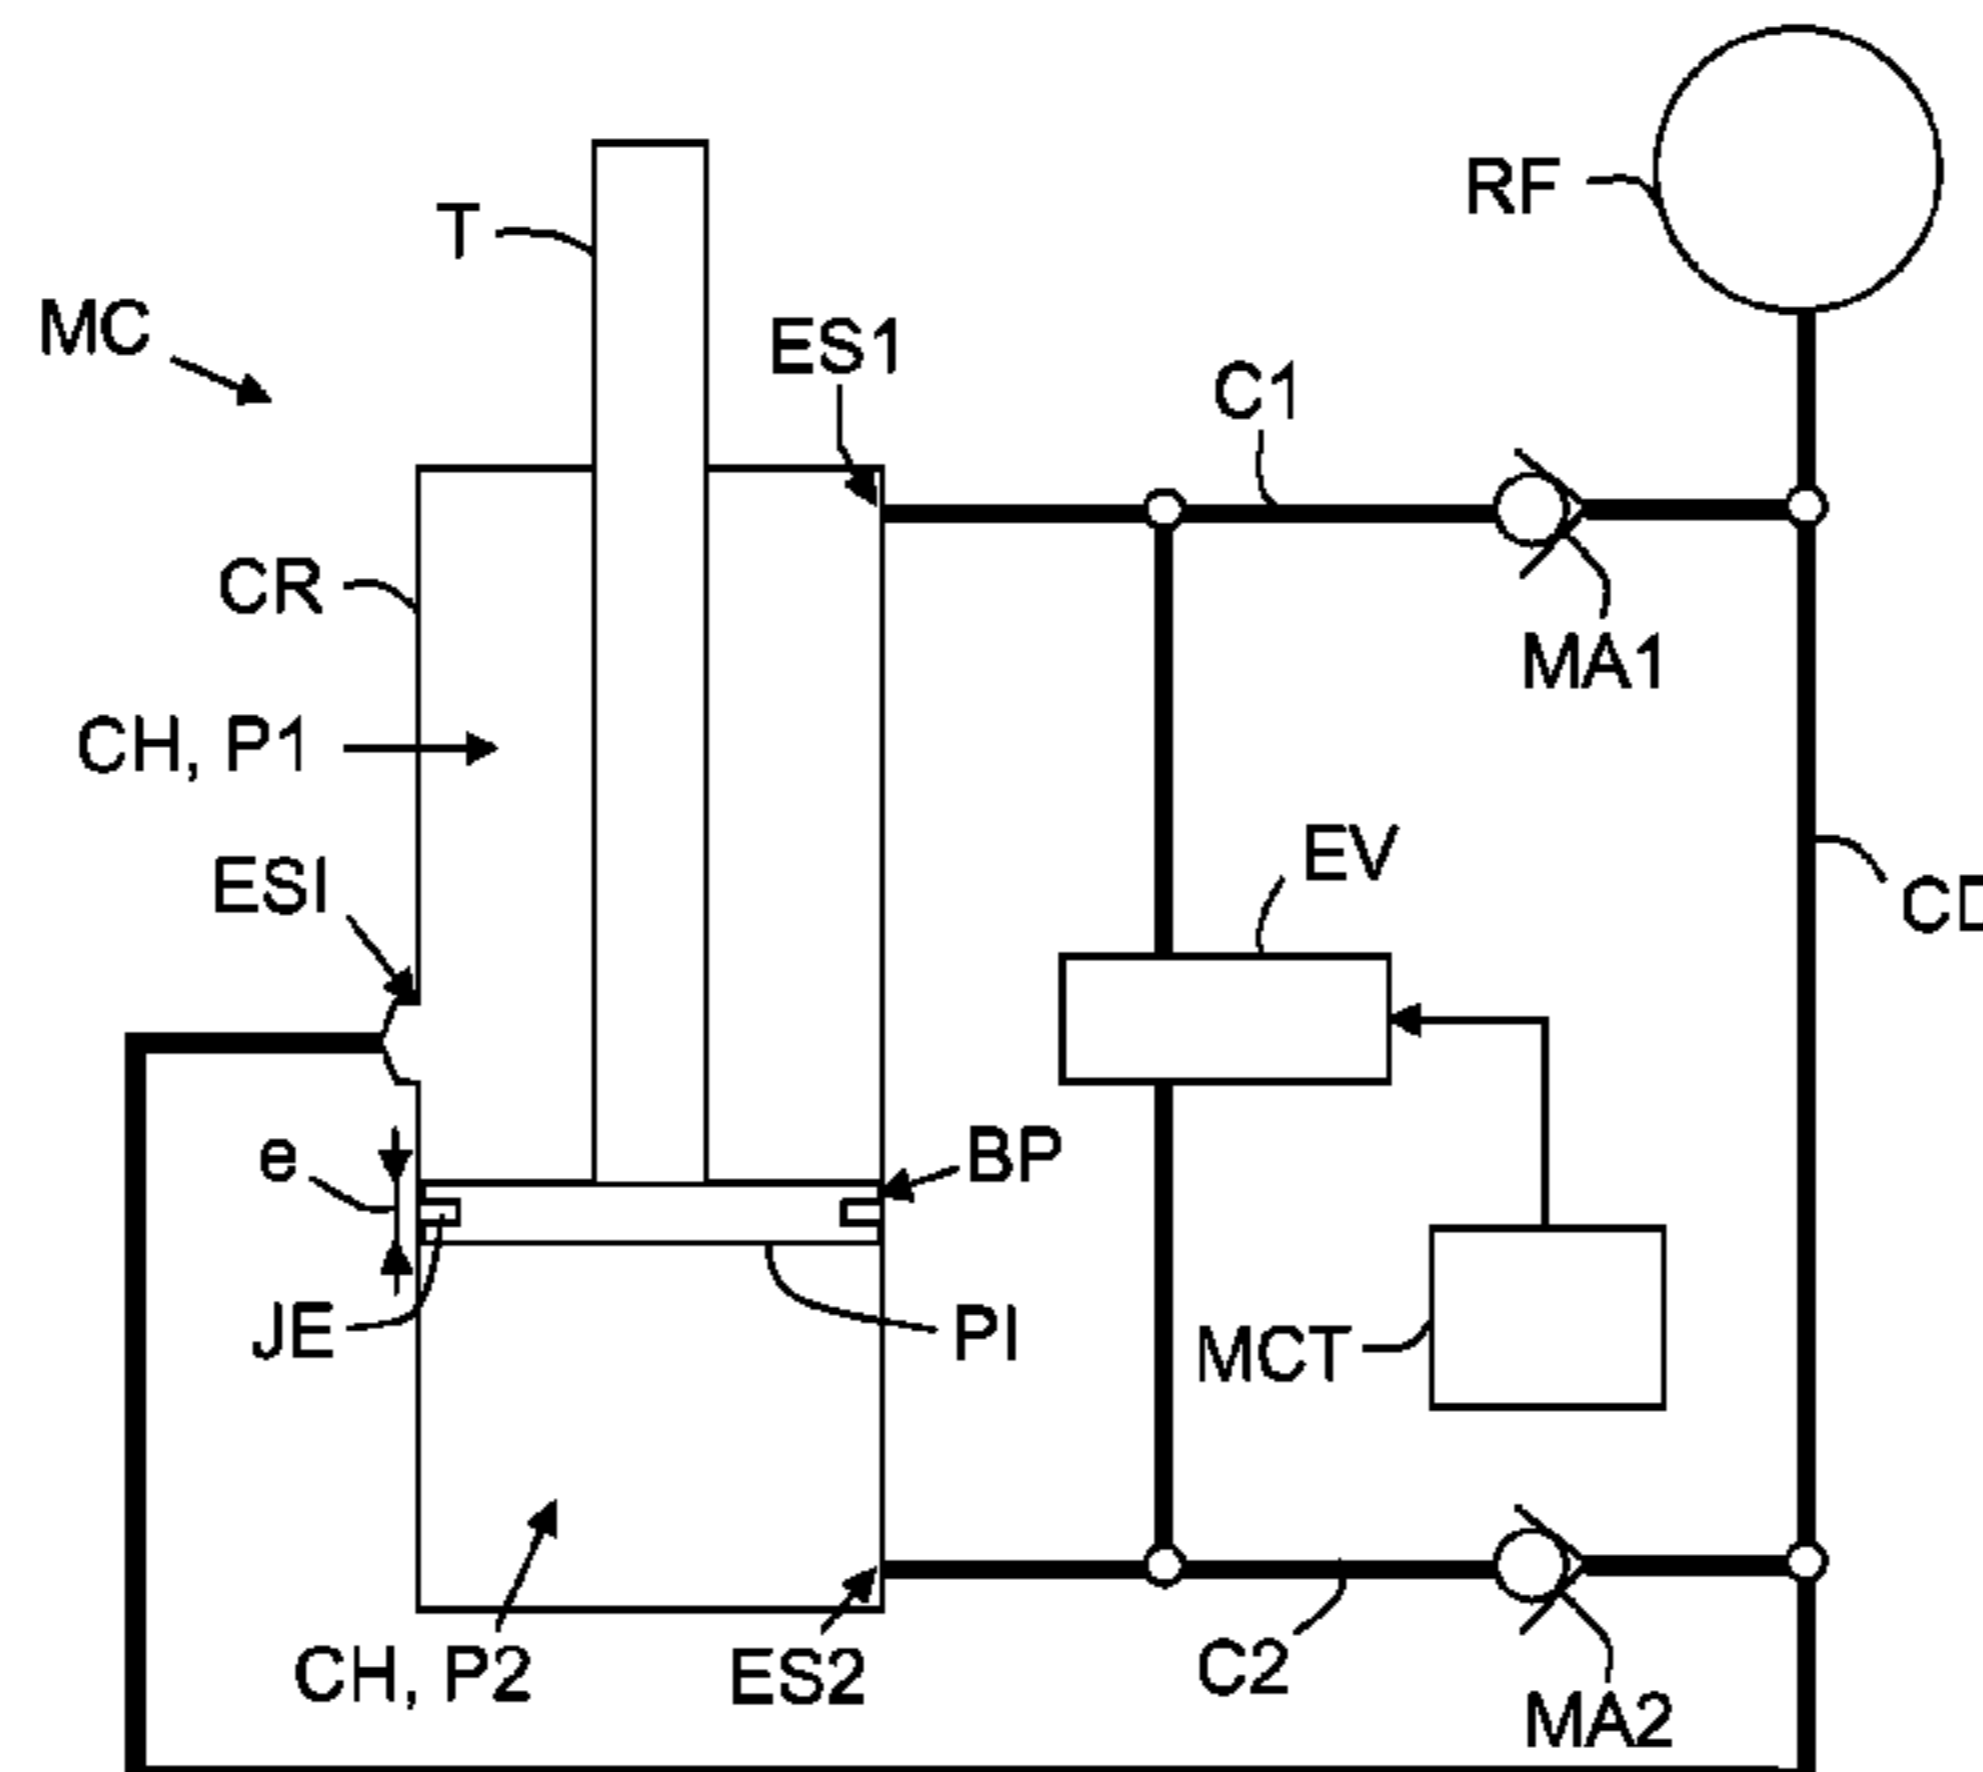 RF
T
MC
ES1
C1
CR
MA1
CH, P1
EV
ESI
CD
e
BP
JE
PI
MCT
CH, P2
ES2
C2
MA2